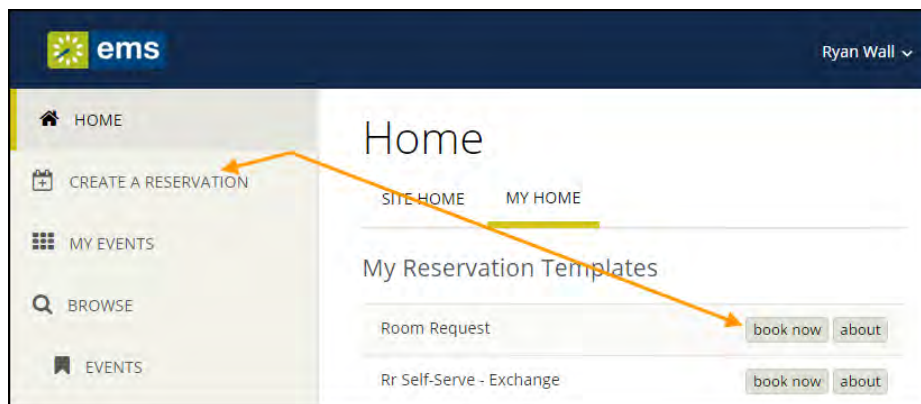 ems
Ryan Wall
HOME
CREATE A RESERVATION
MY EVENTS
BROWSE
EVENTS
Home
SITE HOME MY HOME
My Reservation Templates
Room Request book now about
Rr Self-Serve - Exchange book now about